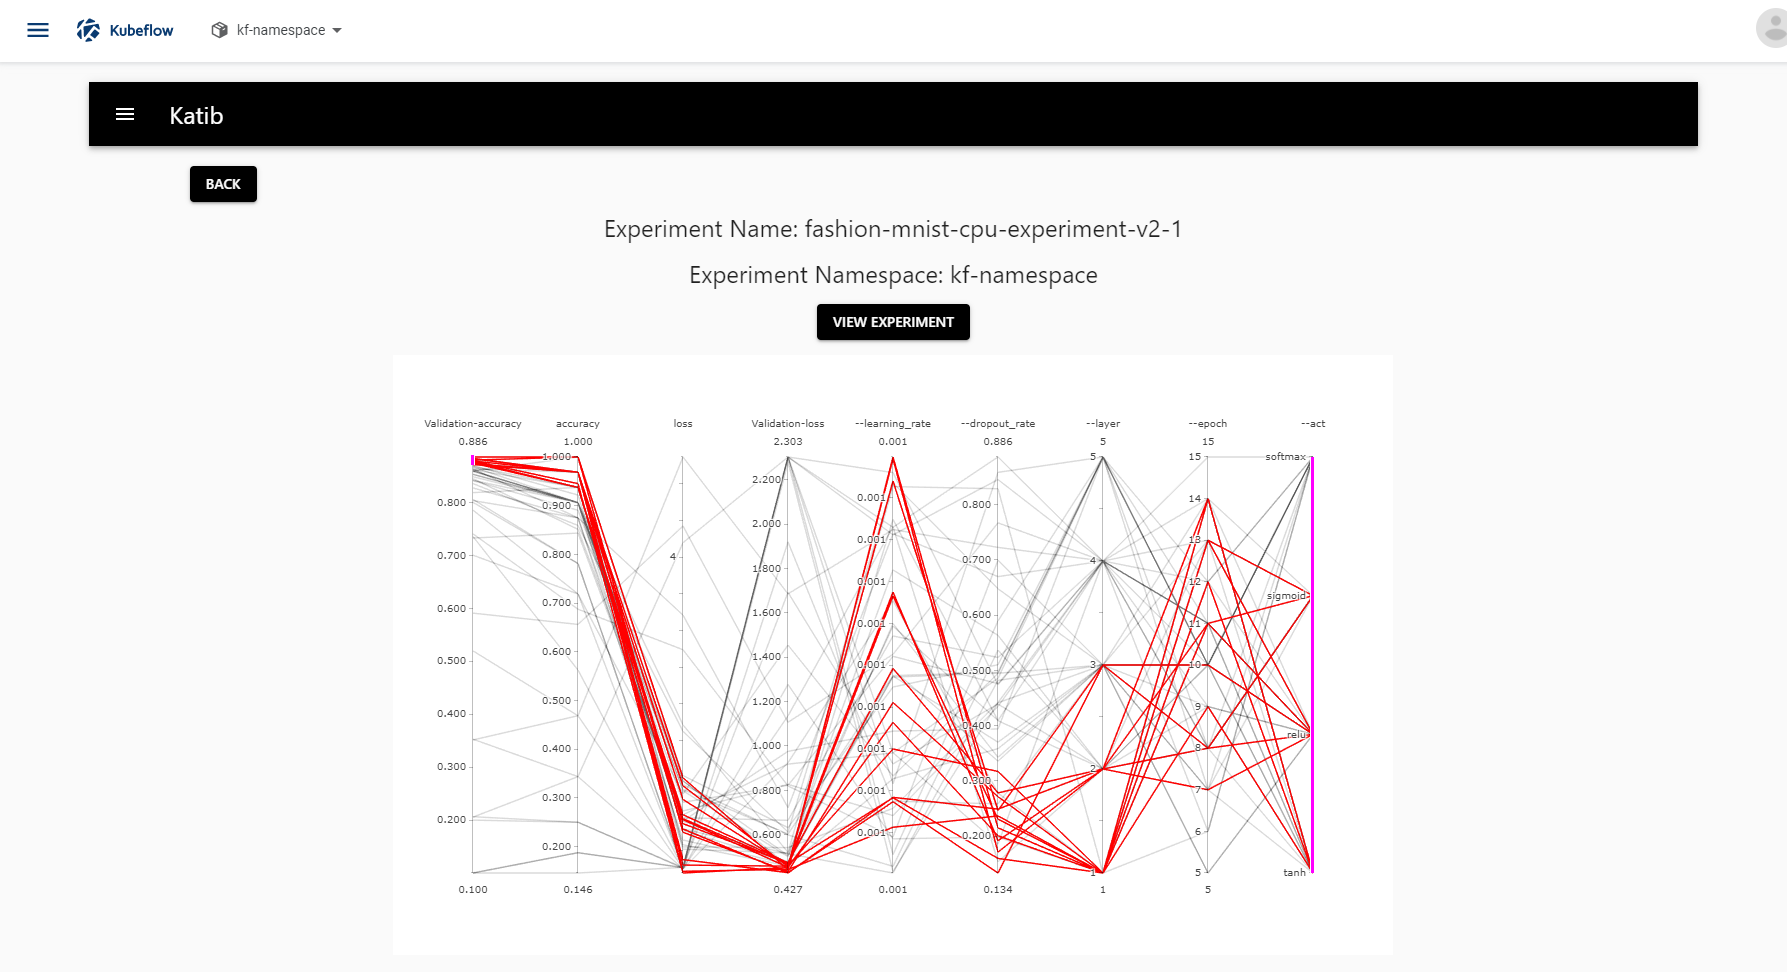 Kubeflow
kf-namespace
Katib
BACK
Experiment Name: fashion-mnist-cpu-experiment-v2-1
Experiment Namespace: kf-namespace
VIEW EXPERIMENT
Validation-accuracy accuracy loss Validation-loss --learning_rate --dropout_rate --layer --epoch --act
0.886 1.000 2.303 0.001 0.886 5 15
1.000 5 15 softmax
2.200
0.800 0.900 0.001 0.800 14
2.000 0.001 13
0.700 0.800 4 1.800 0.001 0.700 4 12
0.600 0.700 1.600 0.001 0.600 11 sigmoid
0.500 0.600 1.400 0.001 0.500 3 10
0.400 0.500 1.200 0.001 0.400 9
0.400 1.000 0.001 8 relu
0.300 0.300 0.800 0.001 0.300 2 7
0.200 0.200 0.600 0.001 0.200 6
1 5 tanh
0.100 0.146 0.427 0.001 0.134 1 5